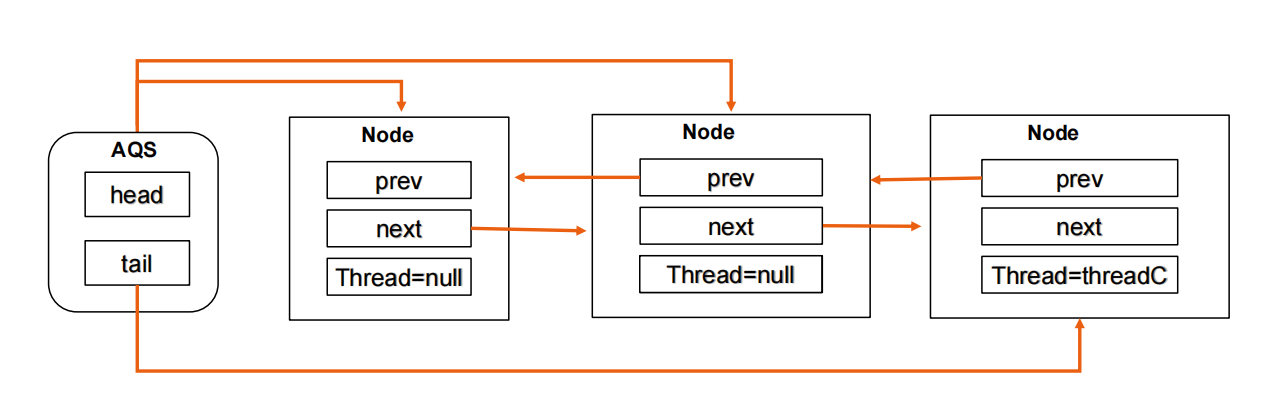 AQS
head
tail
Node
prev
next
Thread=null
Node
prev
next
Thread=null
Node
prev
next
Thread=threadC